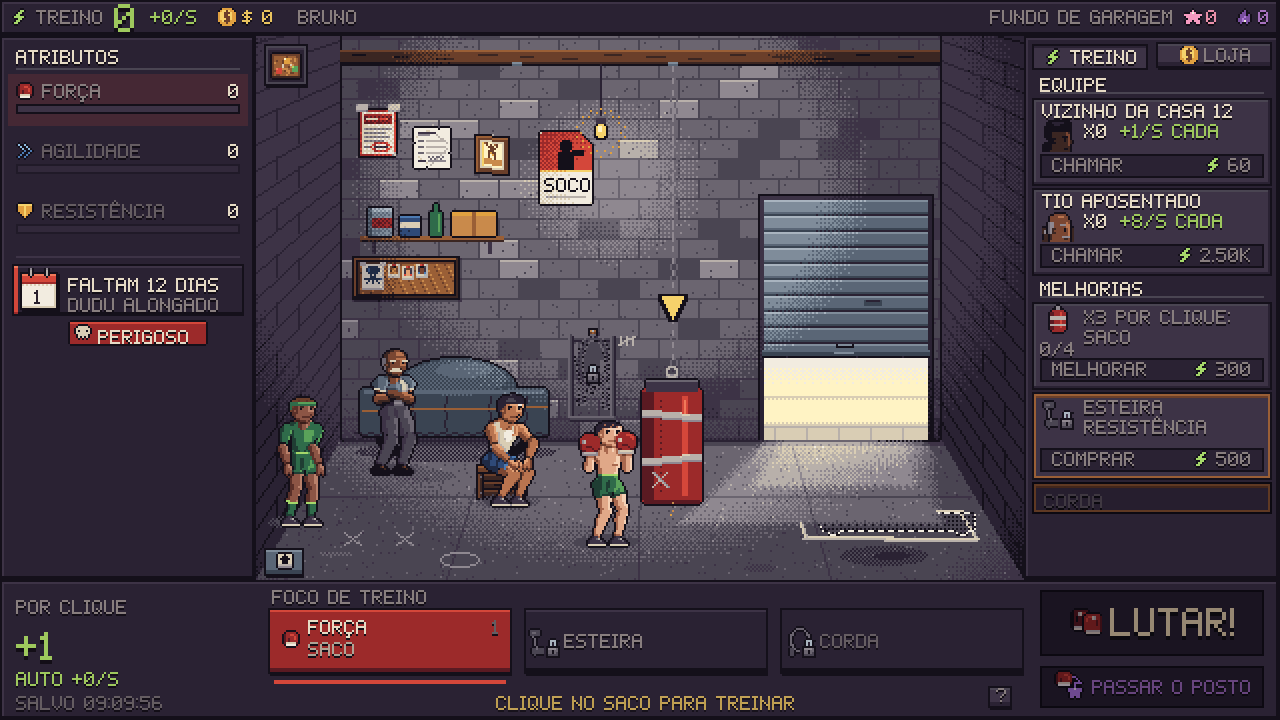 TREINO 0 +0/S $ 0 BRUNO
FUNDO DE GARAGEM 0 0
ATRIBUTOS
FORÇA 0
AGILIDADE 0
RESISTÊNCIA 0
1
FALTAM 12 DIAS
DUDU ALONGADO
PERIGOSO
SOCO
TREINO
LOJA
EQUIPE
VIZINHO DA CASA 12
X0 +1/S CADA
CHAMAR 60
TIO APOSENTADO
X0 +8/S CADA
CHAMAR 2.50K
MELHORIAS
X3 POR CLIQUE:
SACO
0/4
MELHORAR 300
ESTEIRA
RESISTÊNCIA
COMPRAR 500
CORDA
POR CLIQUE
+1
AUTO +0/S
SALVO 09:09:56
FOCO DE TREINO
FORÇA 1
SACO
ESTEIRA
CORDA
CLIQUE NO SACO PARA TREINAR
?
LUTAR!
PASSAR O POSTO